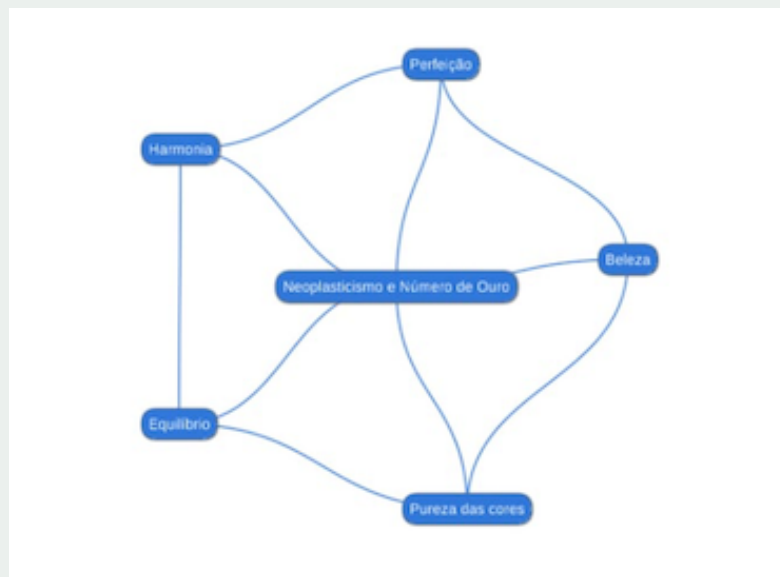 Perfeição
Harmonia
Beleza
Neoplasticismo e Número de Ouro
Equilíbrio
Pureza das cores